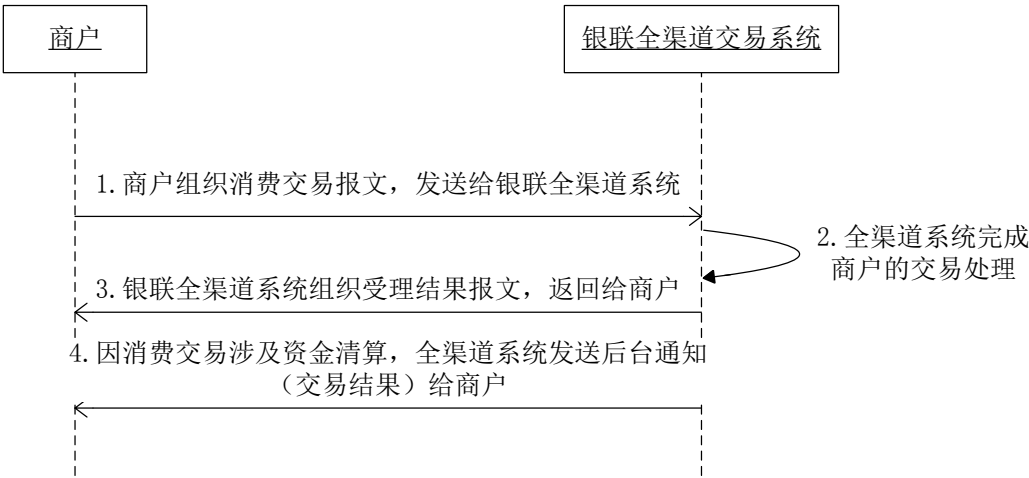 商户
银联全渠道交易系统
1.商户组织消费交易报文，发送给银联全渠道系统
2.全渠道系统完成
商户的交易处理
3.银联全渠道系统组织受理结果报文，返回给商户
4.因消费交易涉及资金清算，全渠道系统发送后台通知
（交易结果）给商户